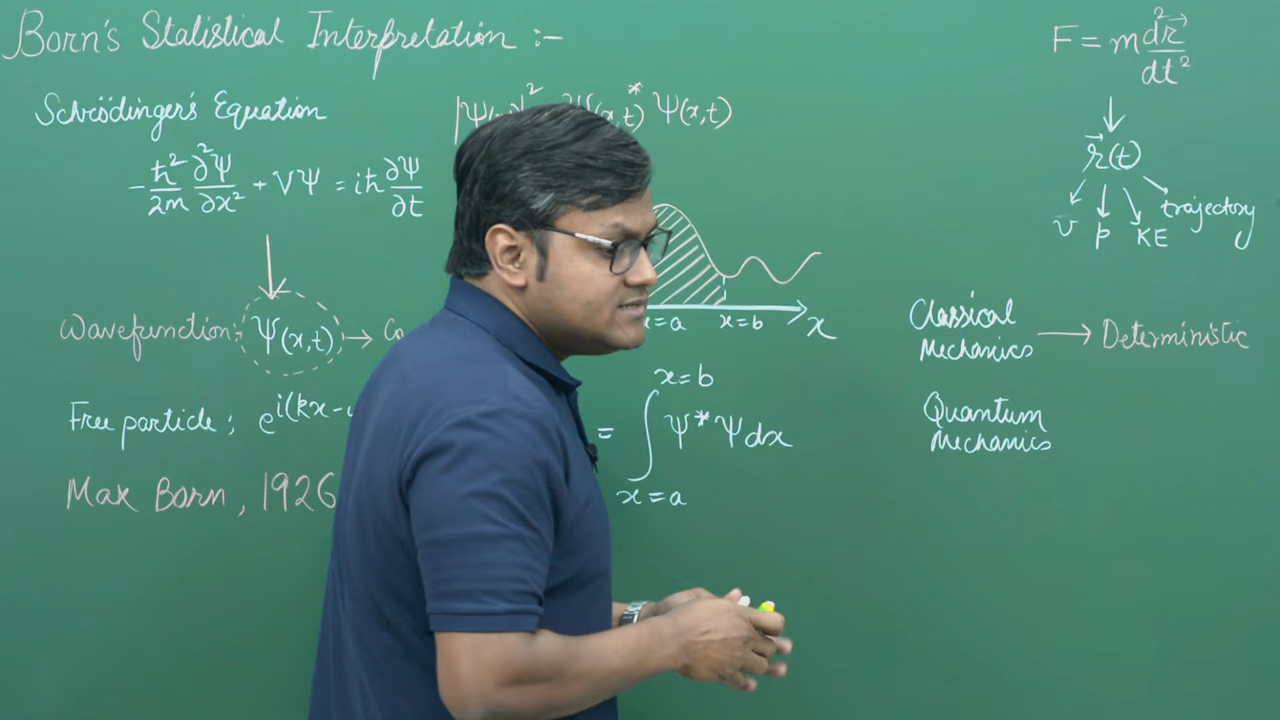 Born's Statistical Interpretation :-
Schrödinger's Equation
-ħ²/2m ∂²Ψ/∂x² + VΨ = iħ ∂Ψ/∂t
Wavefunction:- Ψ(x,t) →
Free particle ; e^i(kx-
Max Born, 1926
* Ψ(x,t)
x=a x=b x
= ∫ Ψ*Ψ dx
x=b
x=a
F = m d²r⃗/dt²
↓
r⃗(t)
v p KE trajectory
Classical Mechanics → Deterministic
Quantum Mechanics